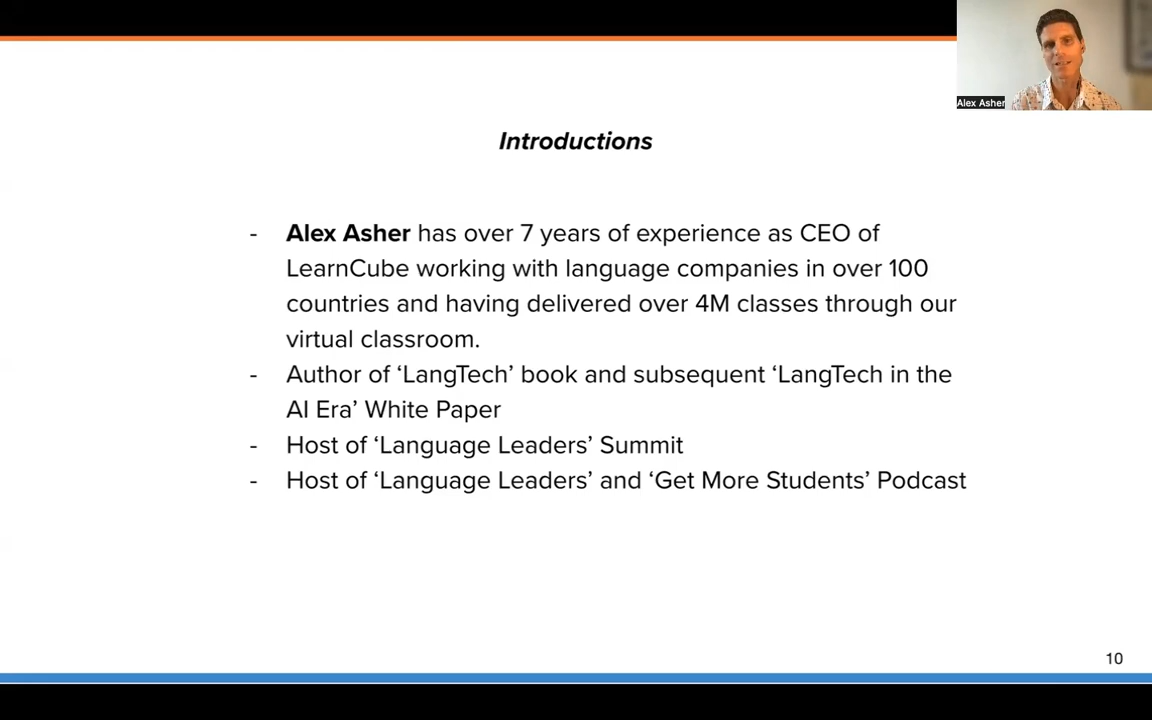 Alex Asher
Introductions
- Alex Asher has over 7 years of experience as CEO of
LearnCube working with language companies in over 100
countries and having delivered over 4M classes through our
virtual classroom.
- Author of ‘LangTech’ book and subsequent ‘LangTech in the
AI Era’ White Paper
- Host of ‘Language Leaders’ Summit
- Host of ‘Language Leaders’ and ‘Get More Students’ Podcast
10